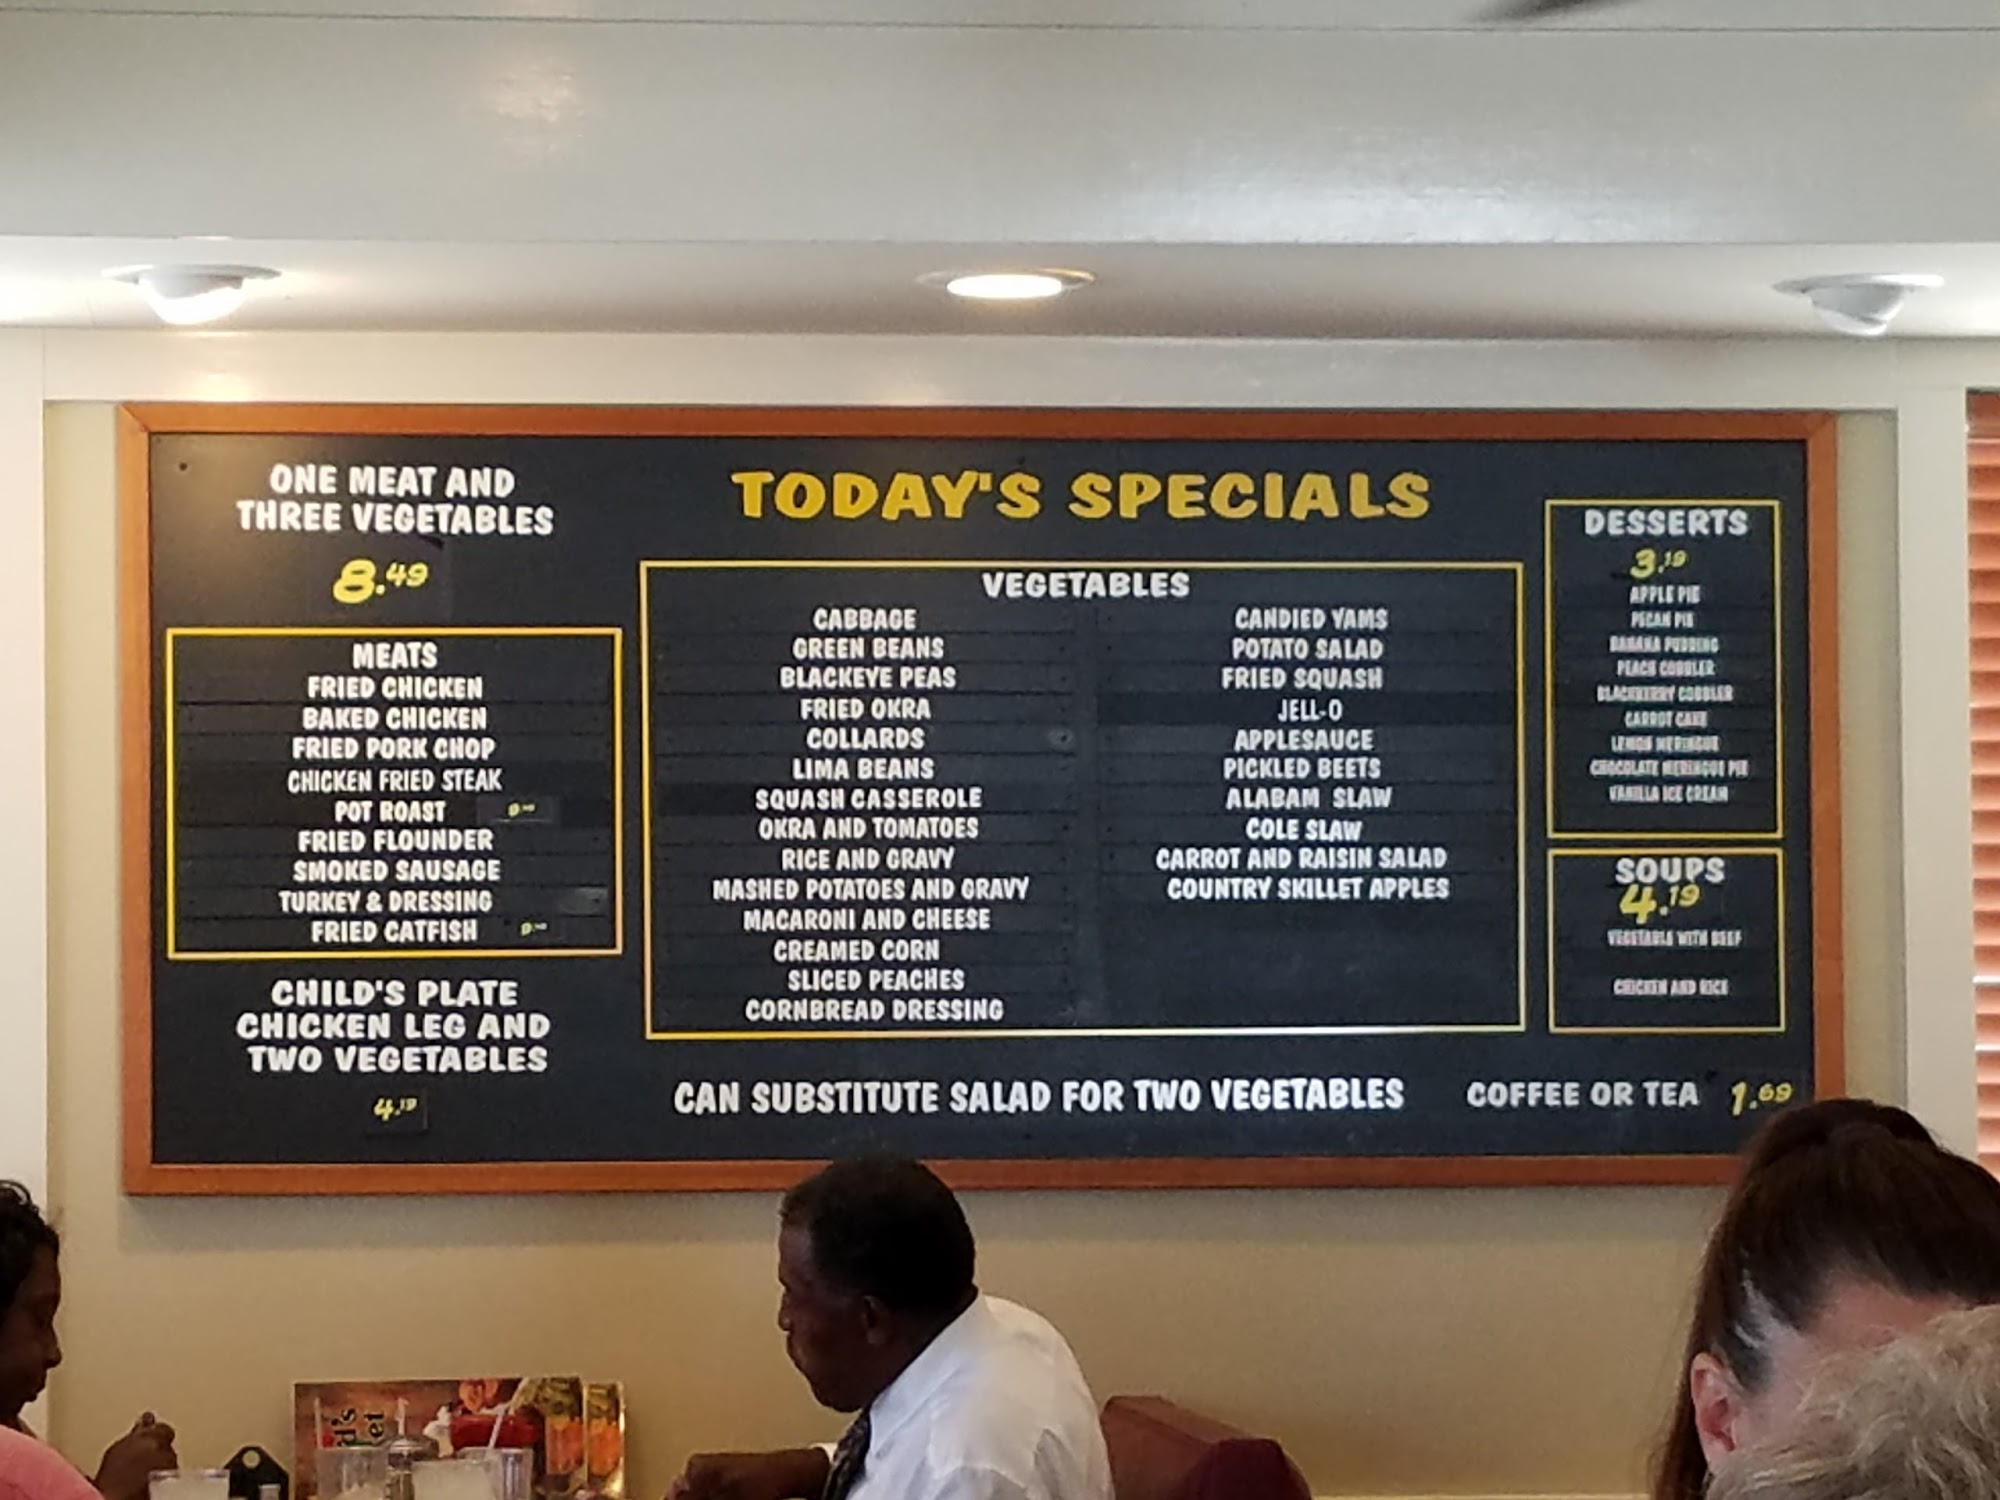 ONE MEAT AND
THREE VEGETABLES
8.49
MEATS
FRIED CHICKEN
BAKED CHICKEN
FRIED PORK CHOP
CHICKEN FRIED STEAK
POT ROAST
FRIED FLOUNDER
SMOKED SAUSAGE
TURKEY & DRESSING
FRIED CATFISH
CHILD'S PLATE
CHICKEN LEG AND
TWO VEGETABLES
4.19
TODAY'S SPECIALS
VEGETABLES
CABBAGE
GREEN BEANS
BLACKEYE PEAS
FRIED OKRA
COLLARDS
LIMA BEANS
SQUASH CASSEROLE
OKRA AND TOMATOES
RICE AND GRAVY
MASHED POTATOES AND GRAVY
MACARONI AND CHEESE
CREAMED CORN
SLICED PEACHES
CORNBREAD DRESSING
CANDIED YAMS
POTATO SALAD
FRIED SQUASH
JELL-O
APPLESAUCE
PICKLED BEETS
ALABAM SLAW
COLE SLAW
CARROT AND RAISIN SALAD
COUNTRY SKILLET APPLES
CAN SUBSTITUTE SALAD FOR TWO VEGETABLES
DESSERTS
3.19
APPLE PIE
PECAN PIE
BANANA PUDDING
PEACH COBBLER
BLACKBERRY COBBLER
CARROT CAKE
LEMON MERINGUE
CHOCOLATE MERINGUE PIE
VANILLA ICE CREAM
SOUPS
4.19
VEGETABLE WITH BEEF
CHICKEN AND RICE
COFFEE OR TEA 1.69